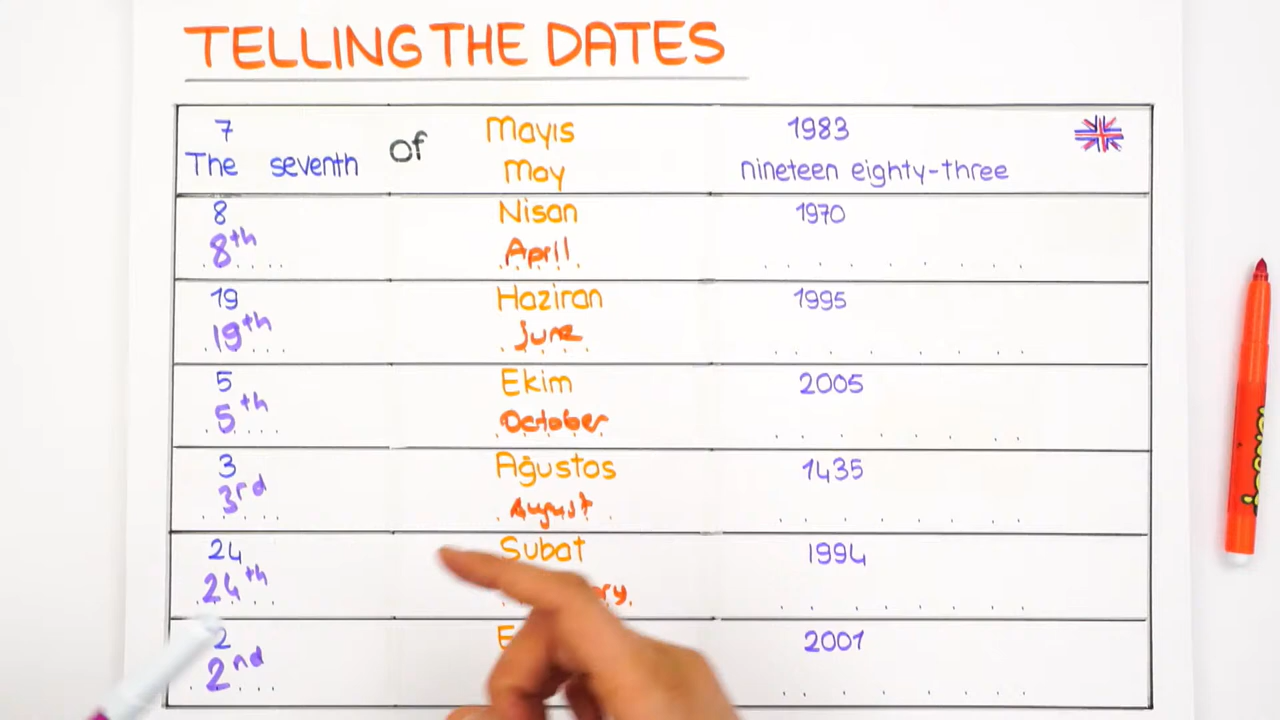 TELLING THE DATES
7 Mayıs 1983
The seventh of May nineteen eighty-three
8 Nisan 1970
8th April
19 Haziran 1995
19th June
5 Ekim 2005
5th October
3 Ağustos 1435
3rd August
24 Subat 1994
24th
2 2001
2nd